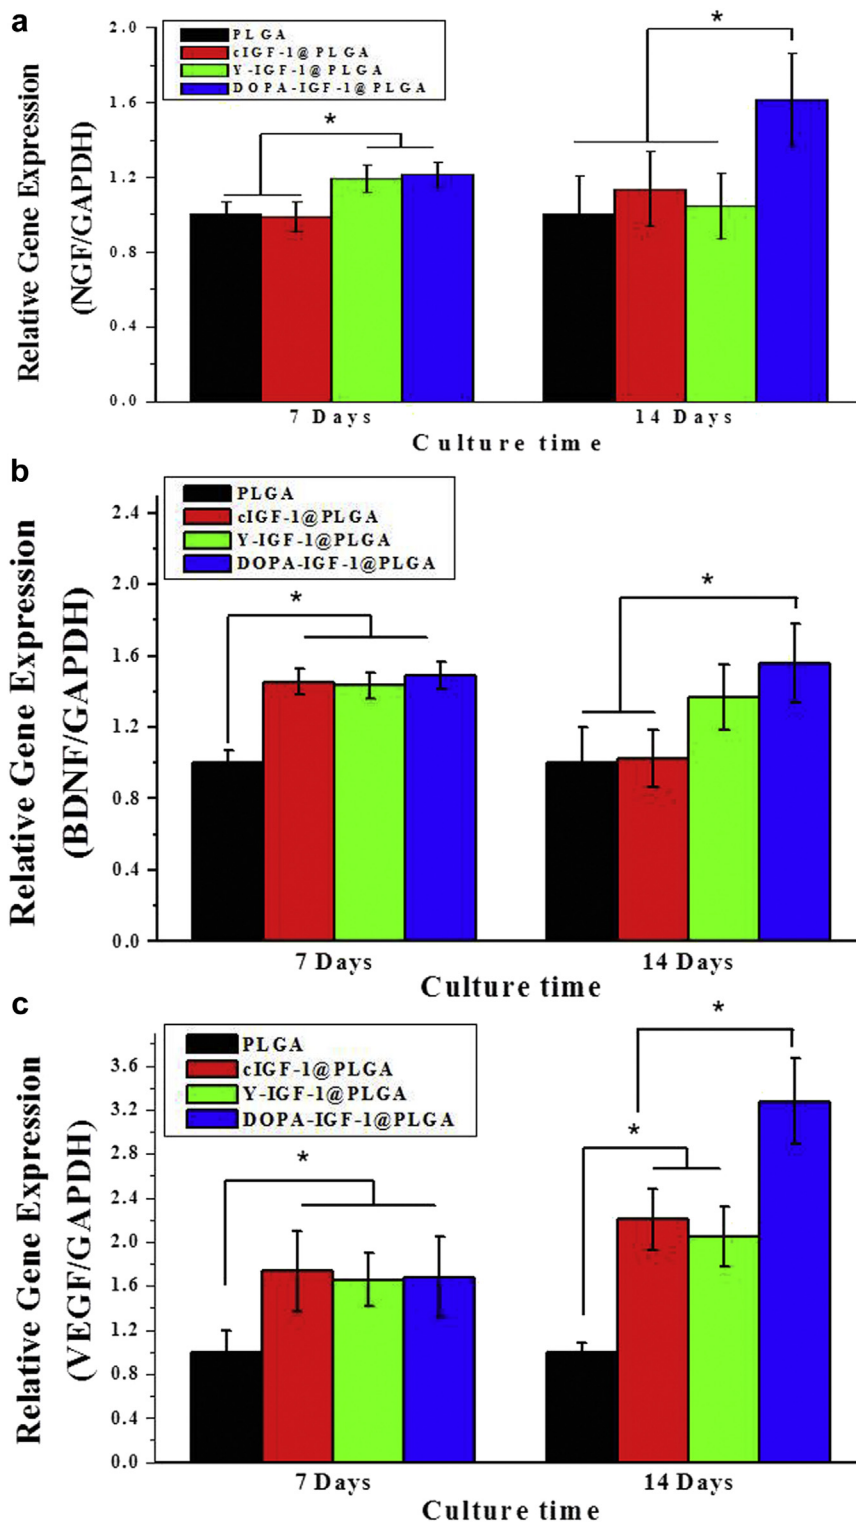 a
Relative Gene Expression
(NGF/GAPDH)
2.0
1.6
1.2
0.8
0.4
0.0
PLGA
cIGF-1@PLGA
Y-IGF-1@PLGA
DOPA-IGF-1@PLGA
*
*
7 Days
14 Days
Culture time
b
Relative Gene Expression
(BDNF/GAPDH)
2.4
2.0
1.6
1.2
0.8
0.4
0.0
PLGA
cIGF-1@PLGA
Y-IGF-1@PLGA
DOPA-IGF-1@PLGA
*
*
7 Days
14 Days
Culture time
c
Relative Gene Expression
(VEGF/GAPDH)
3.6
3.2
2.8
2.4
2.0
1.6
1.2
0.8
0.4
0.0
PLGA
cIGF-1@PLGA
Y-IGF-1@PLGA
DOPA-IGF-1@PLGA
*
*
*
7 Days
14 Days
Culture time